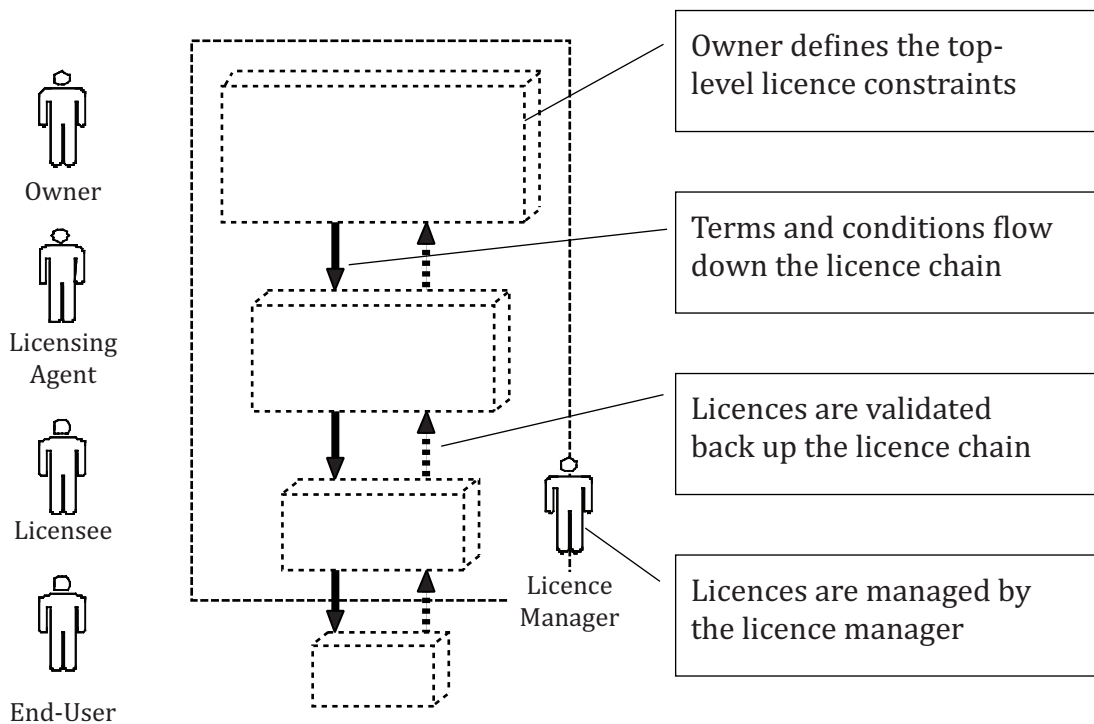 Owner defines the top-
level licence constraints
Owner
Terms and conditions flow
down the licence chain
Licensing
Agent
Licences are validated
back up the licence chain
Licensee
Licence
Manager
Licences are managed by
the licence manager
End-User